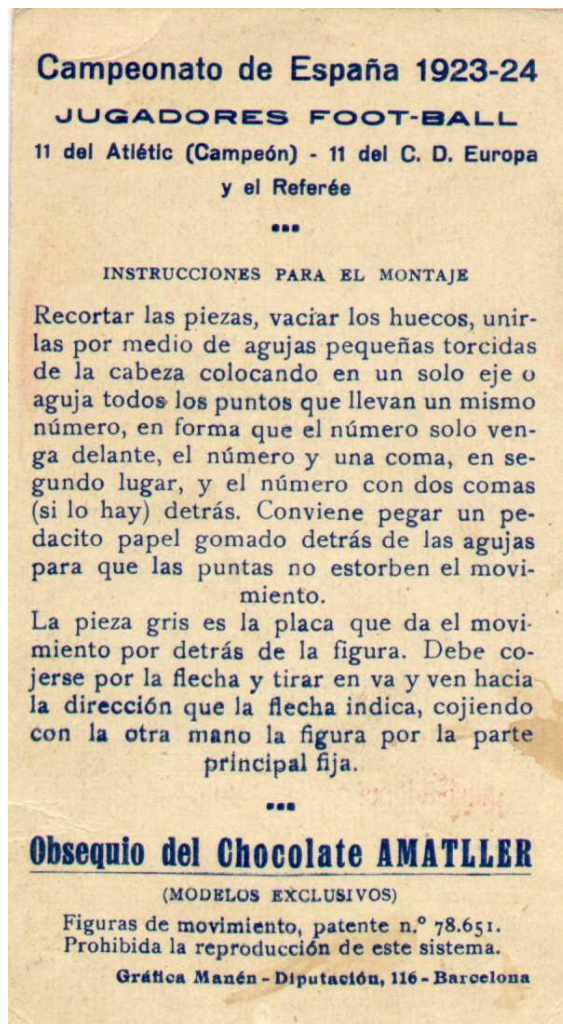 Campeonato de España 1923-24
JUGADORES FOOT-BALL
11 del Atlétic (Campeón) - 11 del C. D. Europa
y el Referée
INSTRUCCIONES PARA EL MONTAJE
Recortar las piezas, vaciar los huecos, unir-
las por medio de agujas pequeñas torcidas
de la cabeza colocando en un solo eje o
aguja todos los puntos que llevan un mismo
número, en forma que el número solo ven-
ga delante, el número y una coma, en se-
gundo lugar, y el número con dos comas
(si lo hay) detrás. Conviene pegar un pe-
dacito papel gomado detrás de las agujas
para que las puntas no estorben el movi-
miento.
La pieza gris es la placa que da el movi-
miento por detrás de la figura. Debe co-
jerse por la flecha y tirar en va y ven hacia
la dirección que la flecha indica, cojiendo
con la otra mano la figura por la parte
principal fija.
Obsequio del Chocolate AMATLLER
(MODELOS EXCLUSIVOS)
Figuras de movimiento, patente n.º 78.651.
Prohibida la reproducción de este sistema.
Gráfica Manén - Diputación, 116 - Barcelona